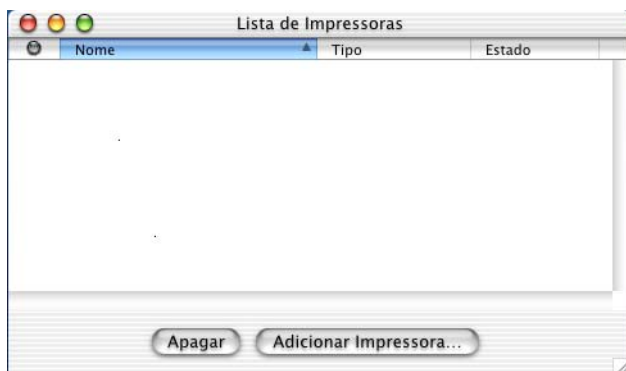 Lista de Impressoras
Nome Tipo Estado
Apagar Adicionar Impressora...